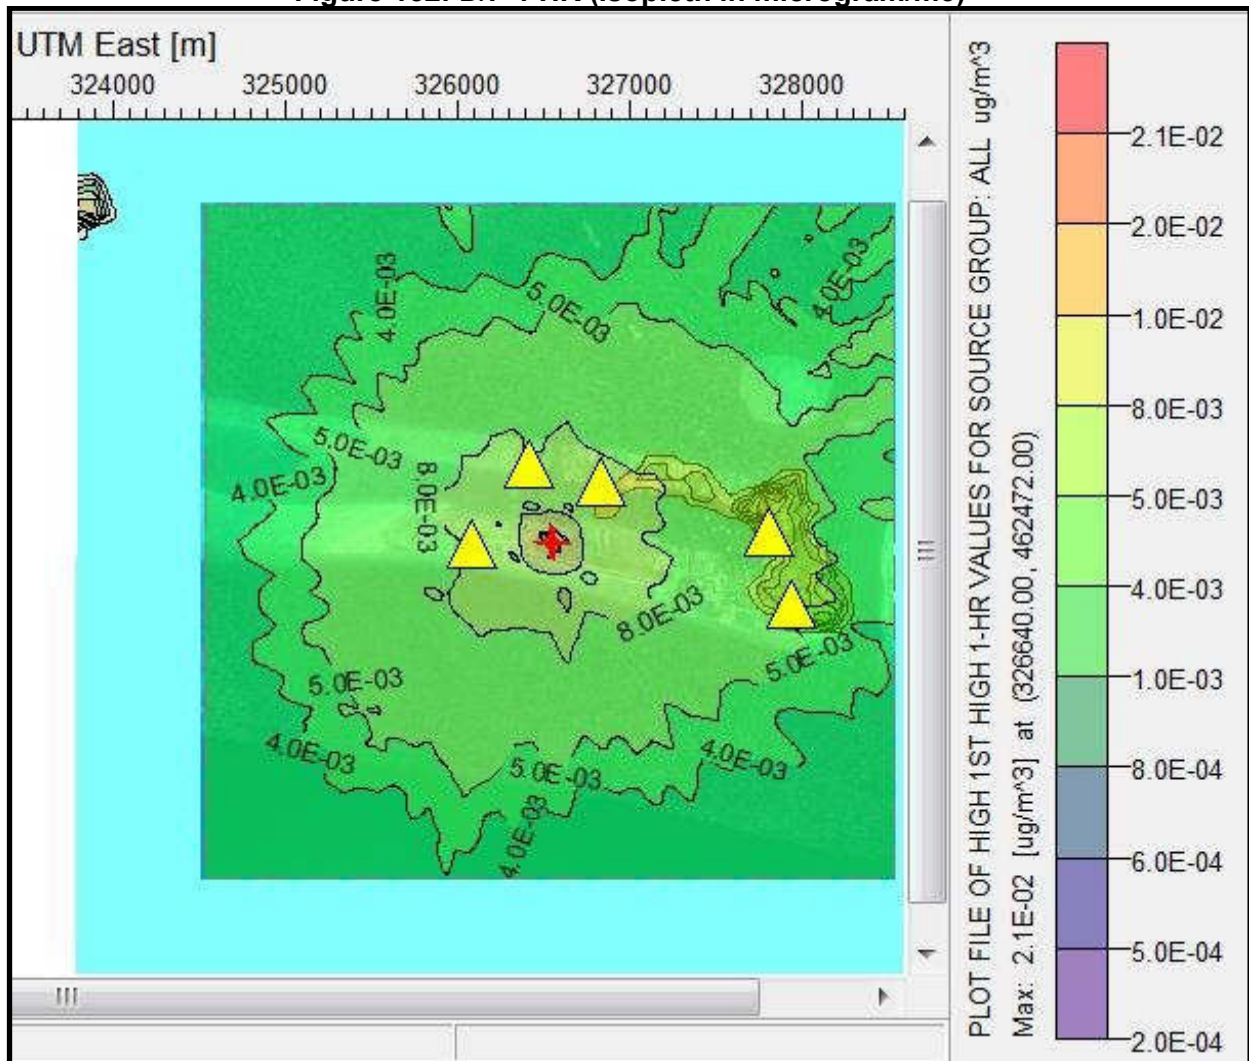 UTM East [m]
324000 325000 326000 327000 328000
4.0E-03
5.0E-03
4.0E-03
5.0E-03
4.0E-03
8.0E-03
8.0E-03
5.0E-03
5.0E-03
4.0E-03
5.0E-03
4.0E-03
4.0E-03
PLOT FILE OF HIGH 1ST HIGH 1-HR VALUES FOR SOURCE GROUP: ALL ug/m^3
Max: 2.1E-02 [ug/m^3] at (326640.00, 462472.00)
2.1E-02
2.0E-02
1.0E-02
8.0E-03
5.0E-03
4.0E-03
1.0E-03
8.0E-04
6.0E-04
5.0E-04
2.0E-04